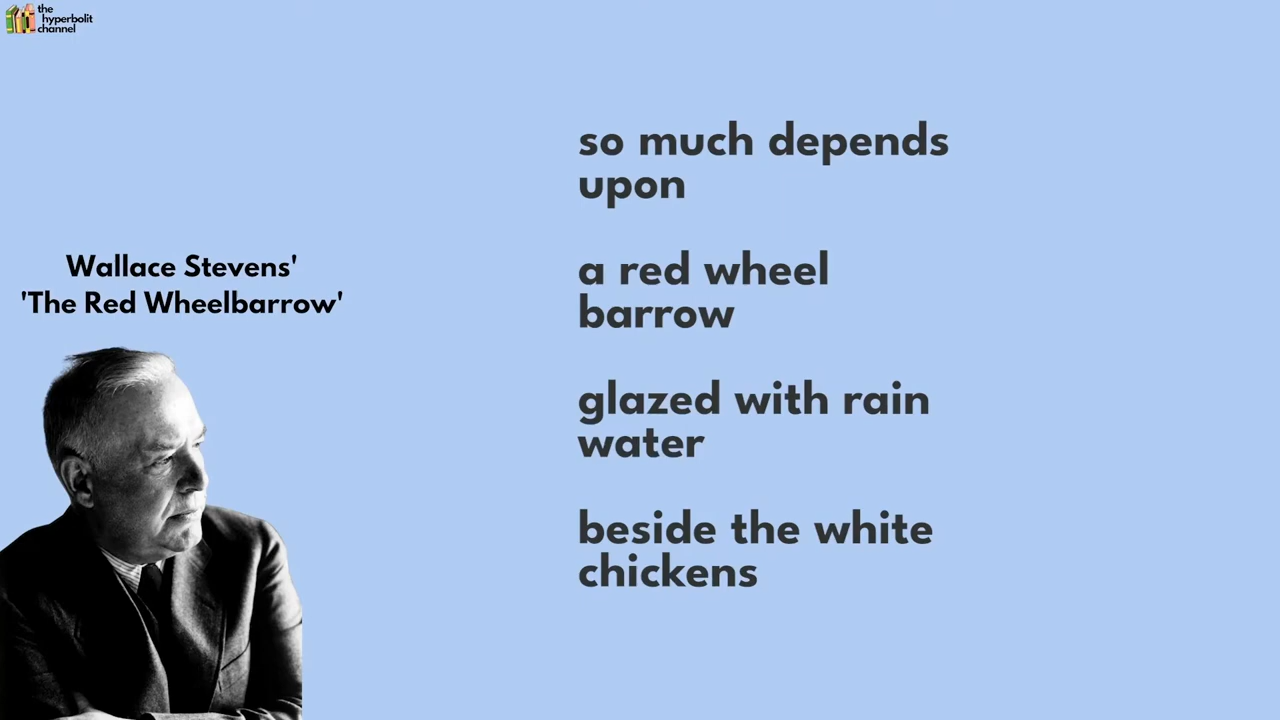 the
hyperbolit
channel
Wallace Stevens'
'The Red Wheelbarrow'
so much depends
upon
a red wheel
barrow
glazed with rain
water
beside the white
chickens